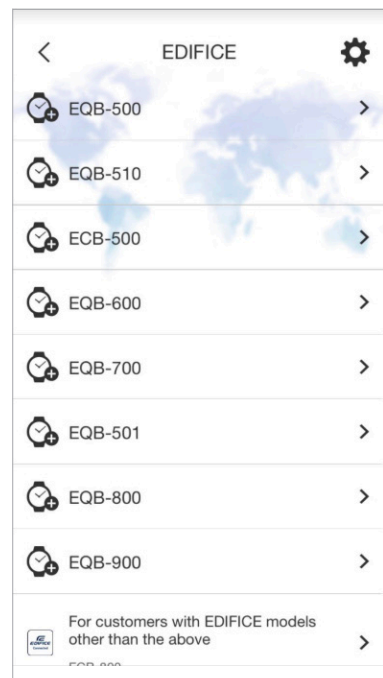 EDIFICE
EQB-500
EQB-510
ECB-500
EQB-600
EQB-700
EQB-501
EQB-800
EQB-900
For customers with EDIFICE models
other than the above
EDIFICE